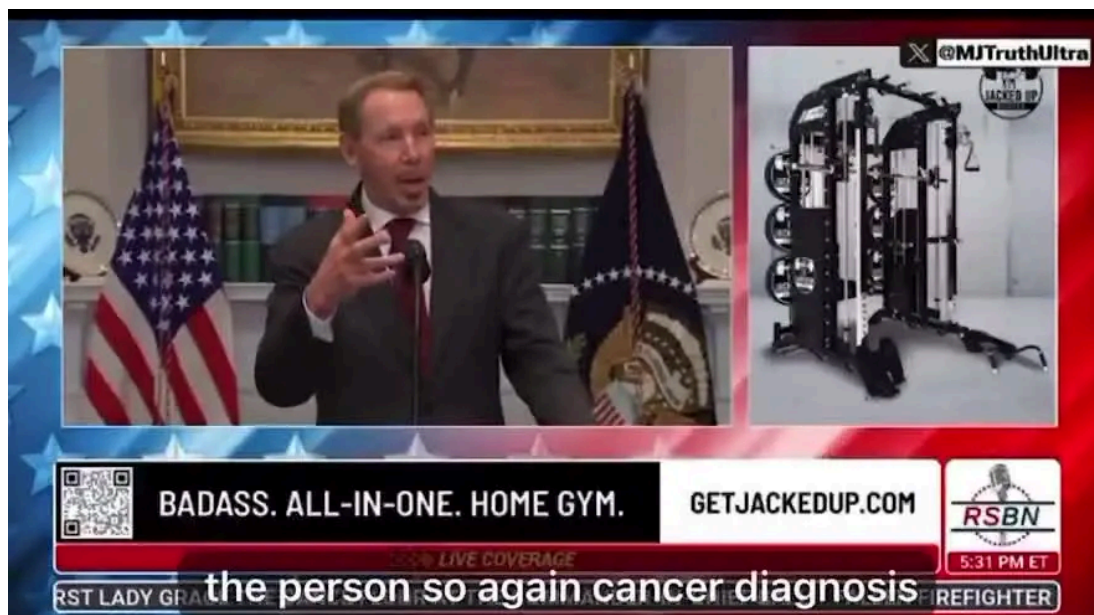 @MJTruthUltra
JACKED UP
BADASS. ALL-IN-ONE. HOME GYM.
GETJACKEDUP.COM
RSBN
LIVE COVERAGE
5:31 PM ET
the person so again cancer diagnosis
RST LADY
REFIGHTER